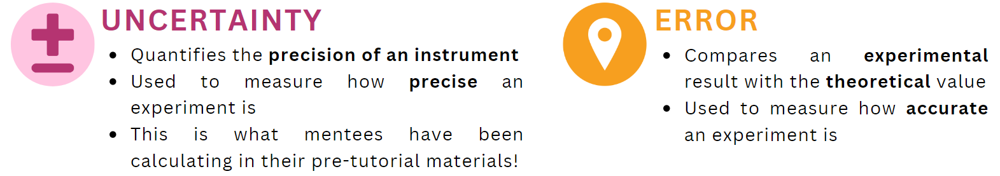 UNCERTAINTY
• Quantifies the precision of an instrument
• Used to measure how precise an
experiment is
• This is what mentees have been
calculating in their pre-tutorial materials!
ERROR
• Compares an experimental
result with the theoretical value
• Used to measure how accurate
an experiment is